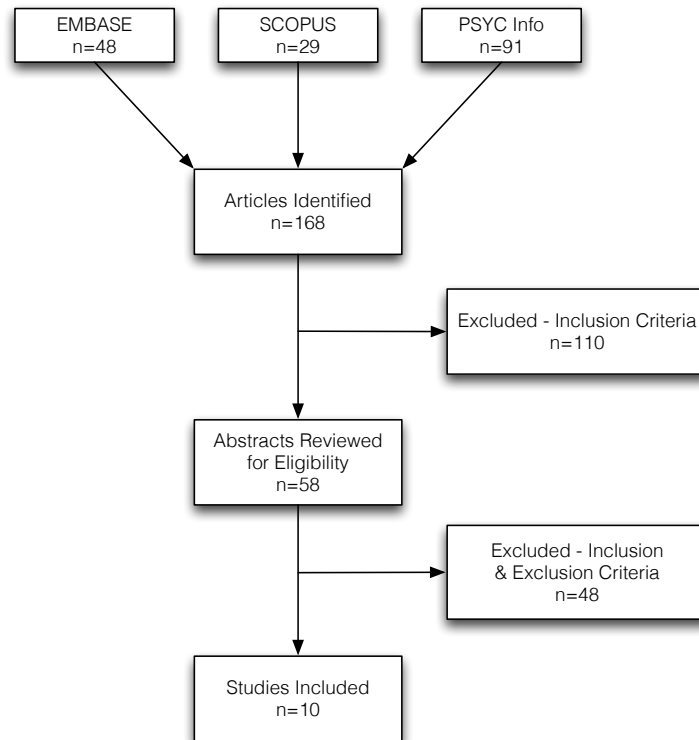 EMBASE
n=48
SCOPUS
n=29
PSYC Info
n=91
Articles Identified
n=168
Excluded - Inclusion Criteria
n=110
Abstracts Reviewed
for Eligibility
n=58
Excluded - Inclusion
& Exclusion Criteria
n=48
Studies Included
n=10